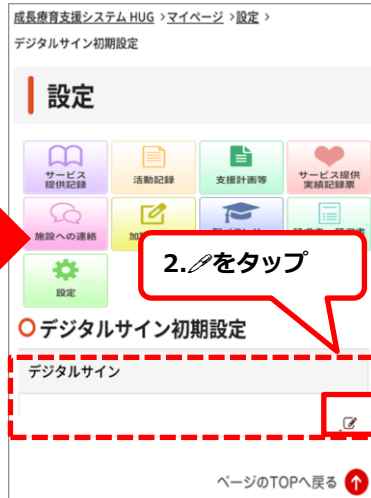 成長療育支援システム HUG >マイページ >設定 >
デジタルサイン初期設定
設定
サービス
提供記録
活動記録
支援計画等
サービス提供
実績記録票
施設への連絡
設定
2.をタップ
デジタルサイン初期設定
デジタルサイン
ページのTOPへ戻る